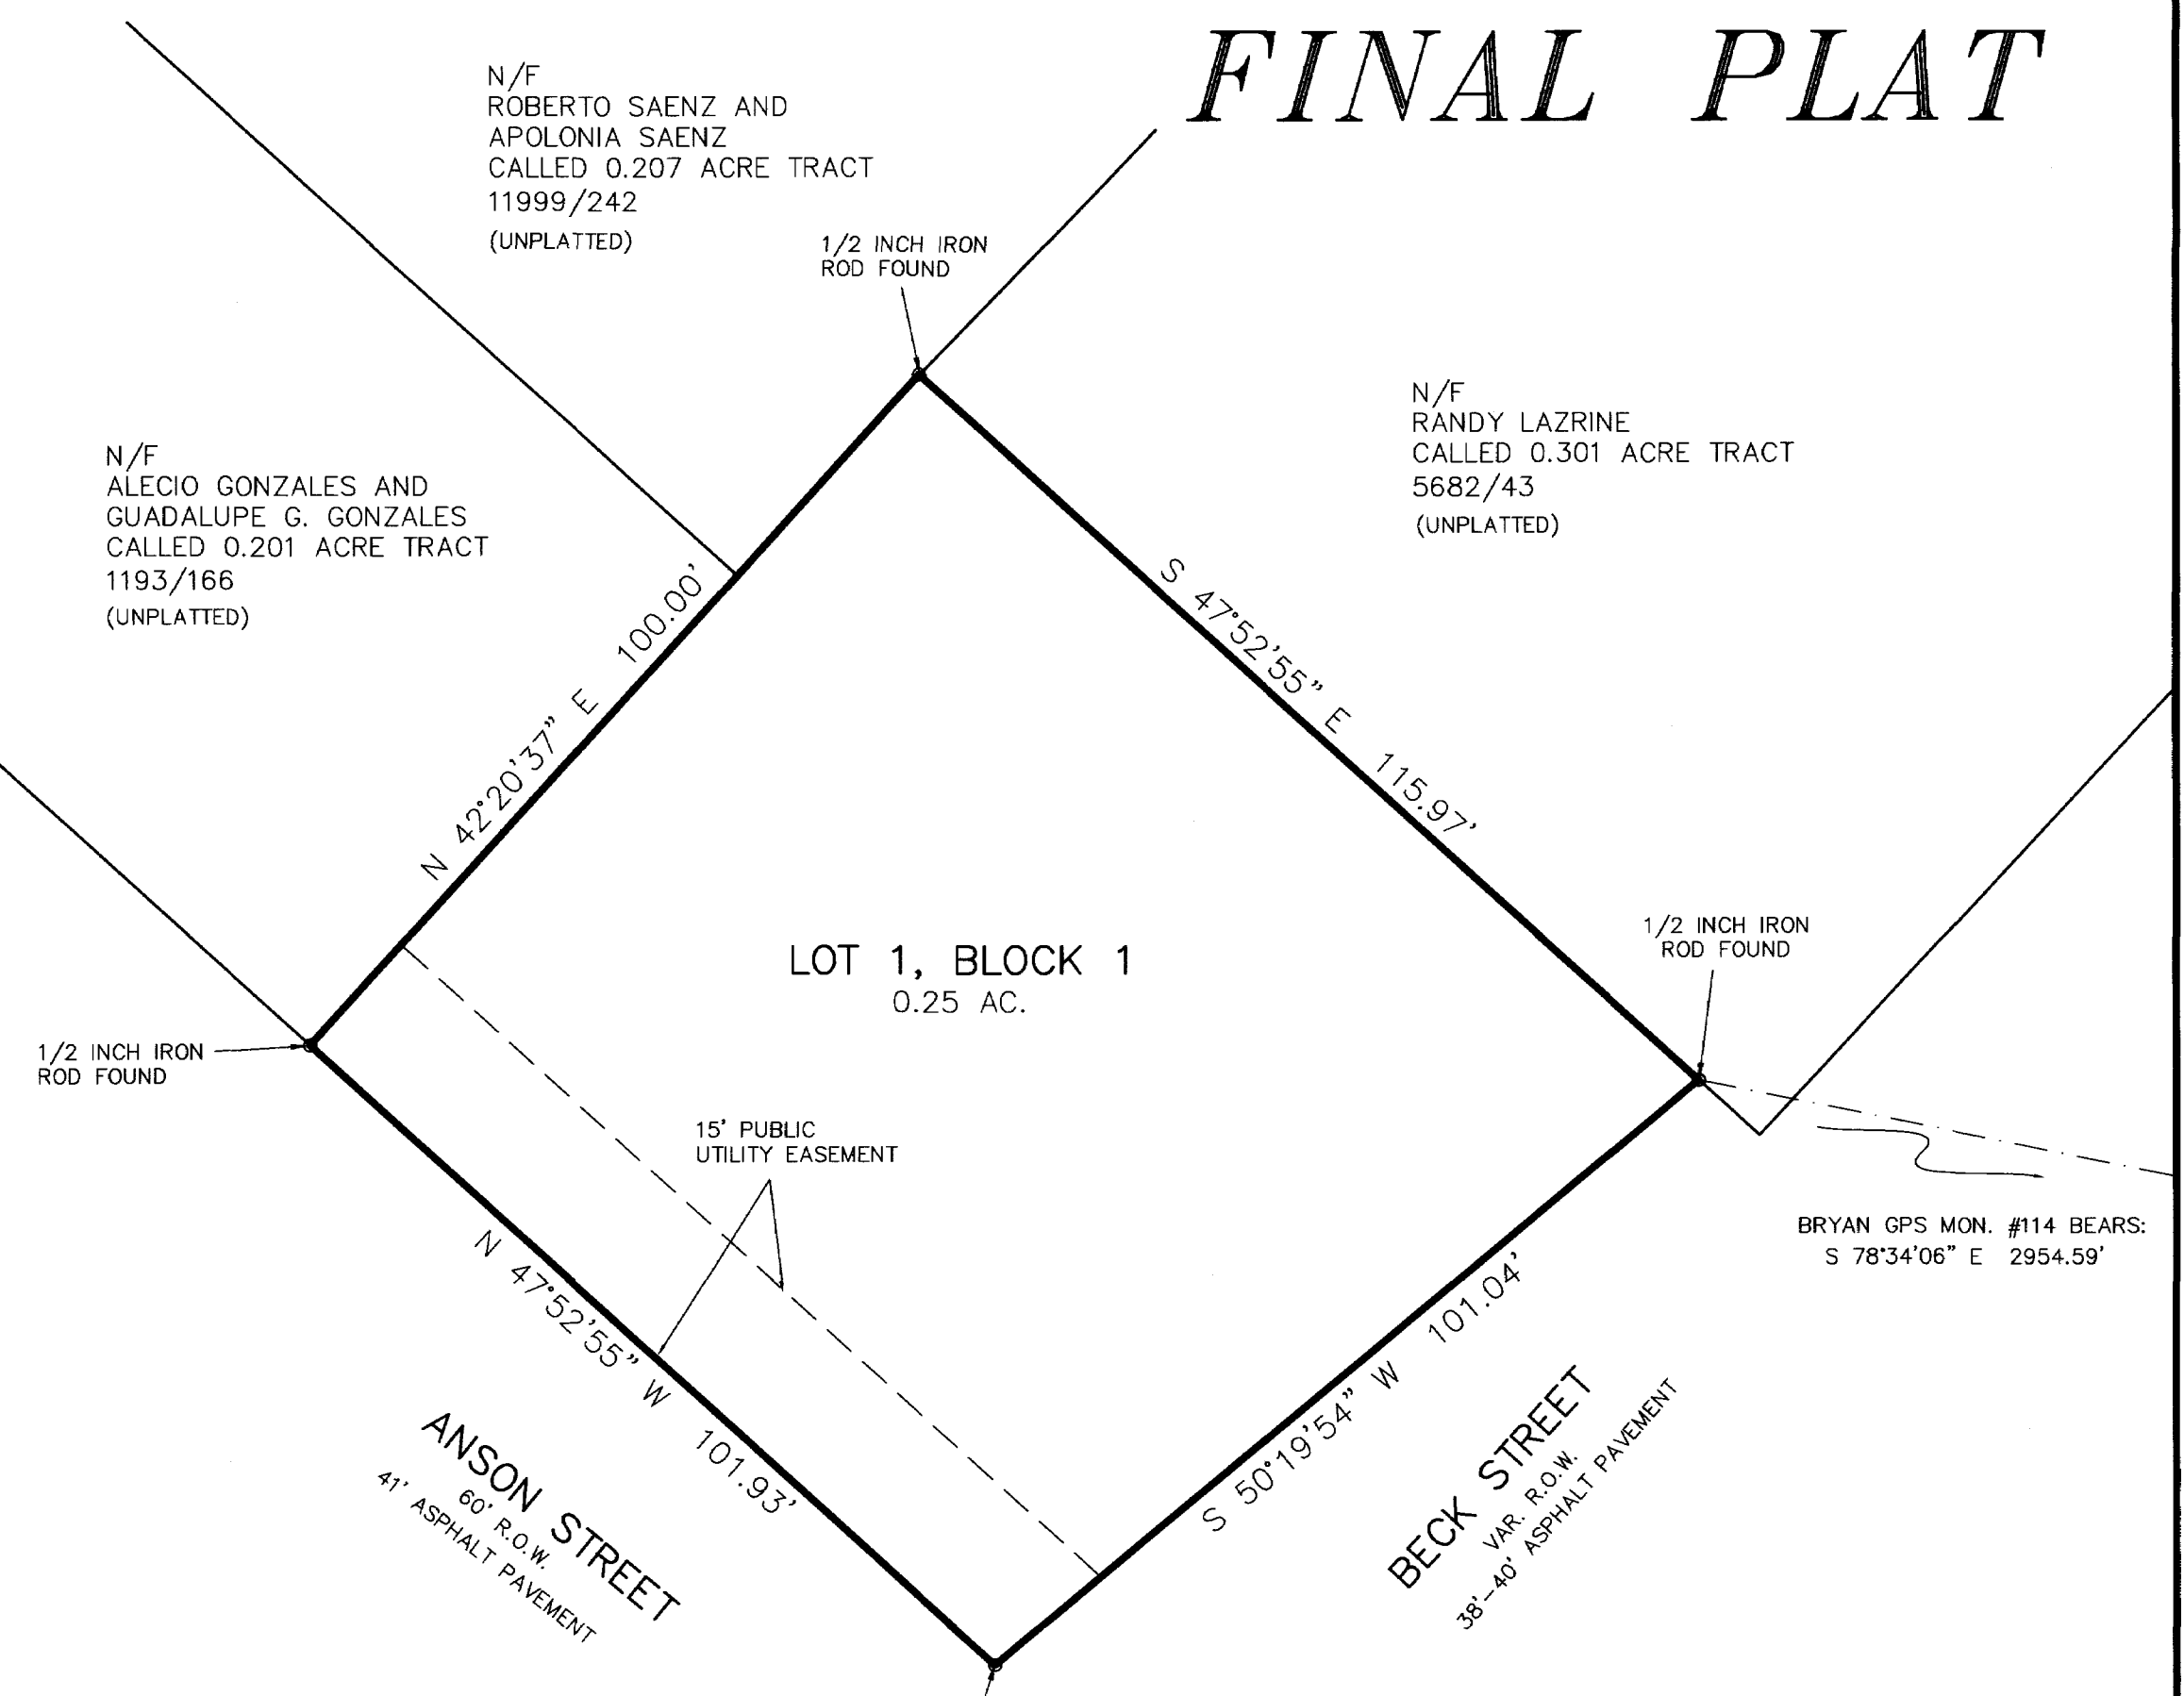 FINAL PLAT
N/F
ROBERTO SAENZ AND
APOLONIA SAENZ
CALLED 0.207 ACRE TRACT
11999/242
(UNPLATTED)
1/2 INCH IRON
ROD FOUND
N/F
RANDY LAZRINE
CALLED 0.301 ACRE TRACT
5682/43
(UNPLATTED)
N/F
ALECIO GONZALES AND
GUADALUPE G. GONZALES
CALLED 0.201 ACRE TRACT
1193/166
(UNPLATTED)
N 42°20'37" E 100.00'
S 47°52'55" E 115.97'
LOT 1, BLOCK 1
0.25 AC.
1/2 INCH IRON
ROD FOUND
1/2 INCH IRON
ROD FOUND
15' PUBLIC
UTILITY EASEMENT
BRYAN GPS MON. #114 BEARS:
S 78°34'06" E 2954.59'
N 47°52'55" W 101.93'
S 50°19'54" W 101.04'
ANSON STREET
60' R.O.W.
41' ASPHALT PAVEMENT
BECK STREET
VAR. R.O.W.
38'-40' ASPHALT PAVEMENT